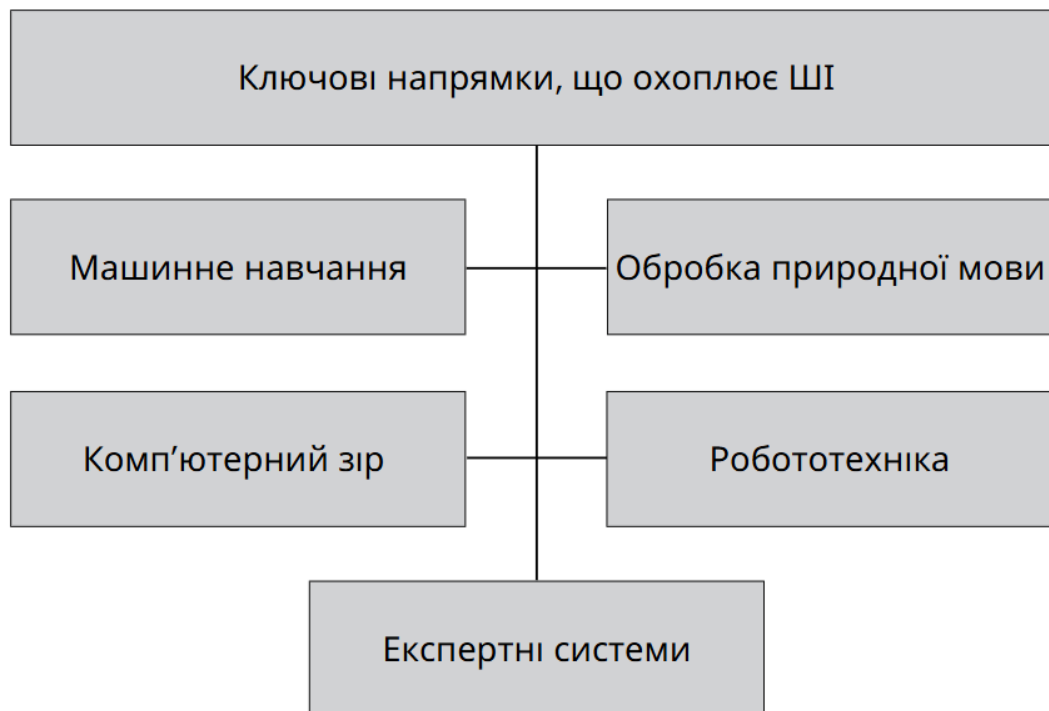 Ключові напрямки, що охоплює ШІ
Машинне навчання
Обробка природної мови
Комп’ютерний зір
Робототехніка
Експертні системи